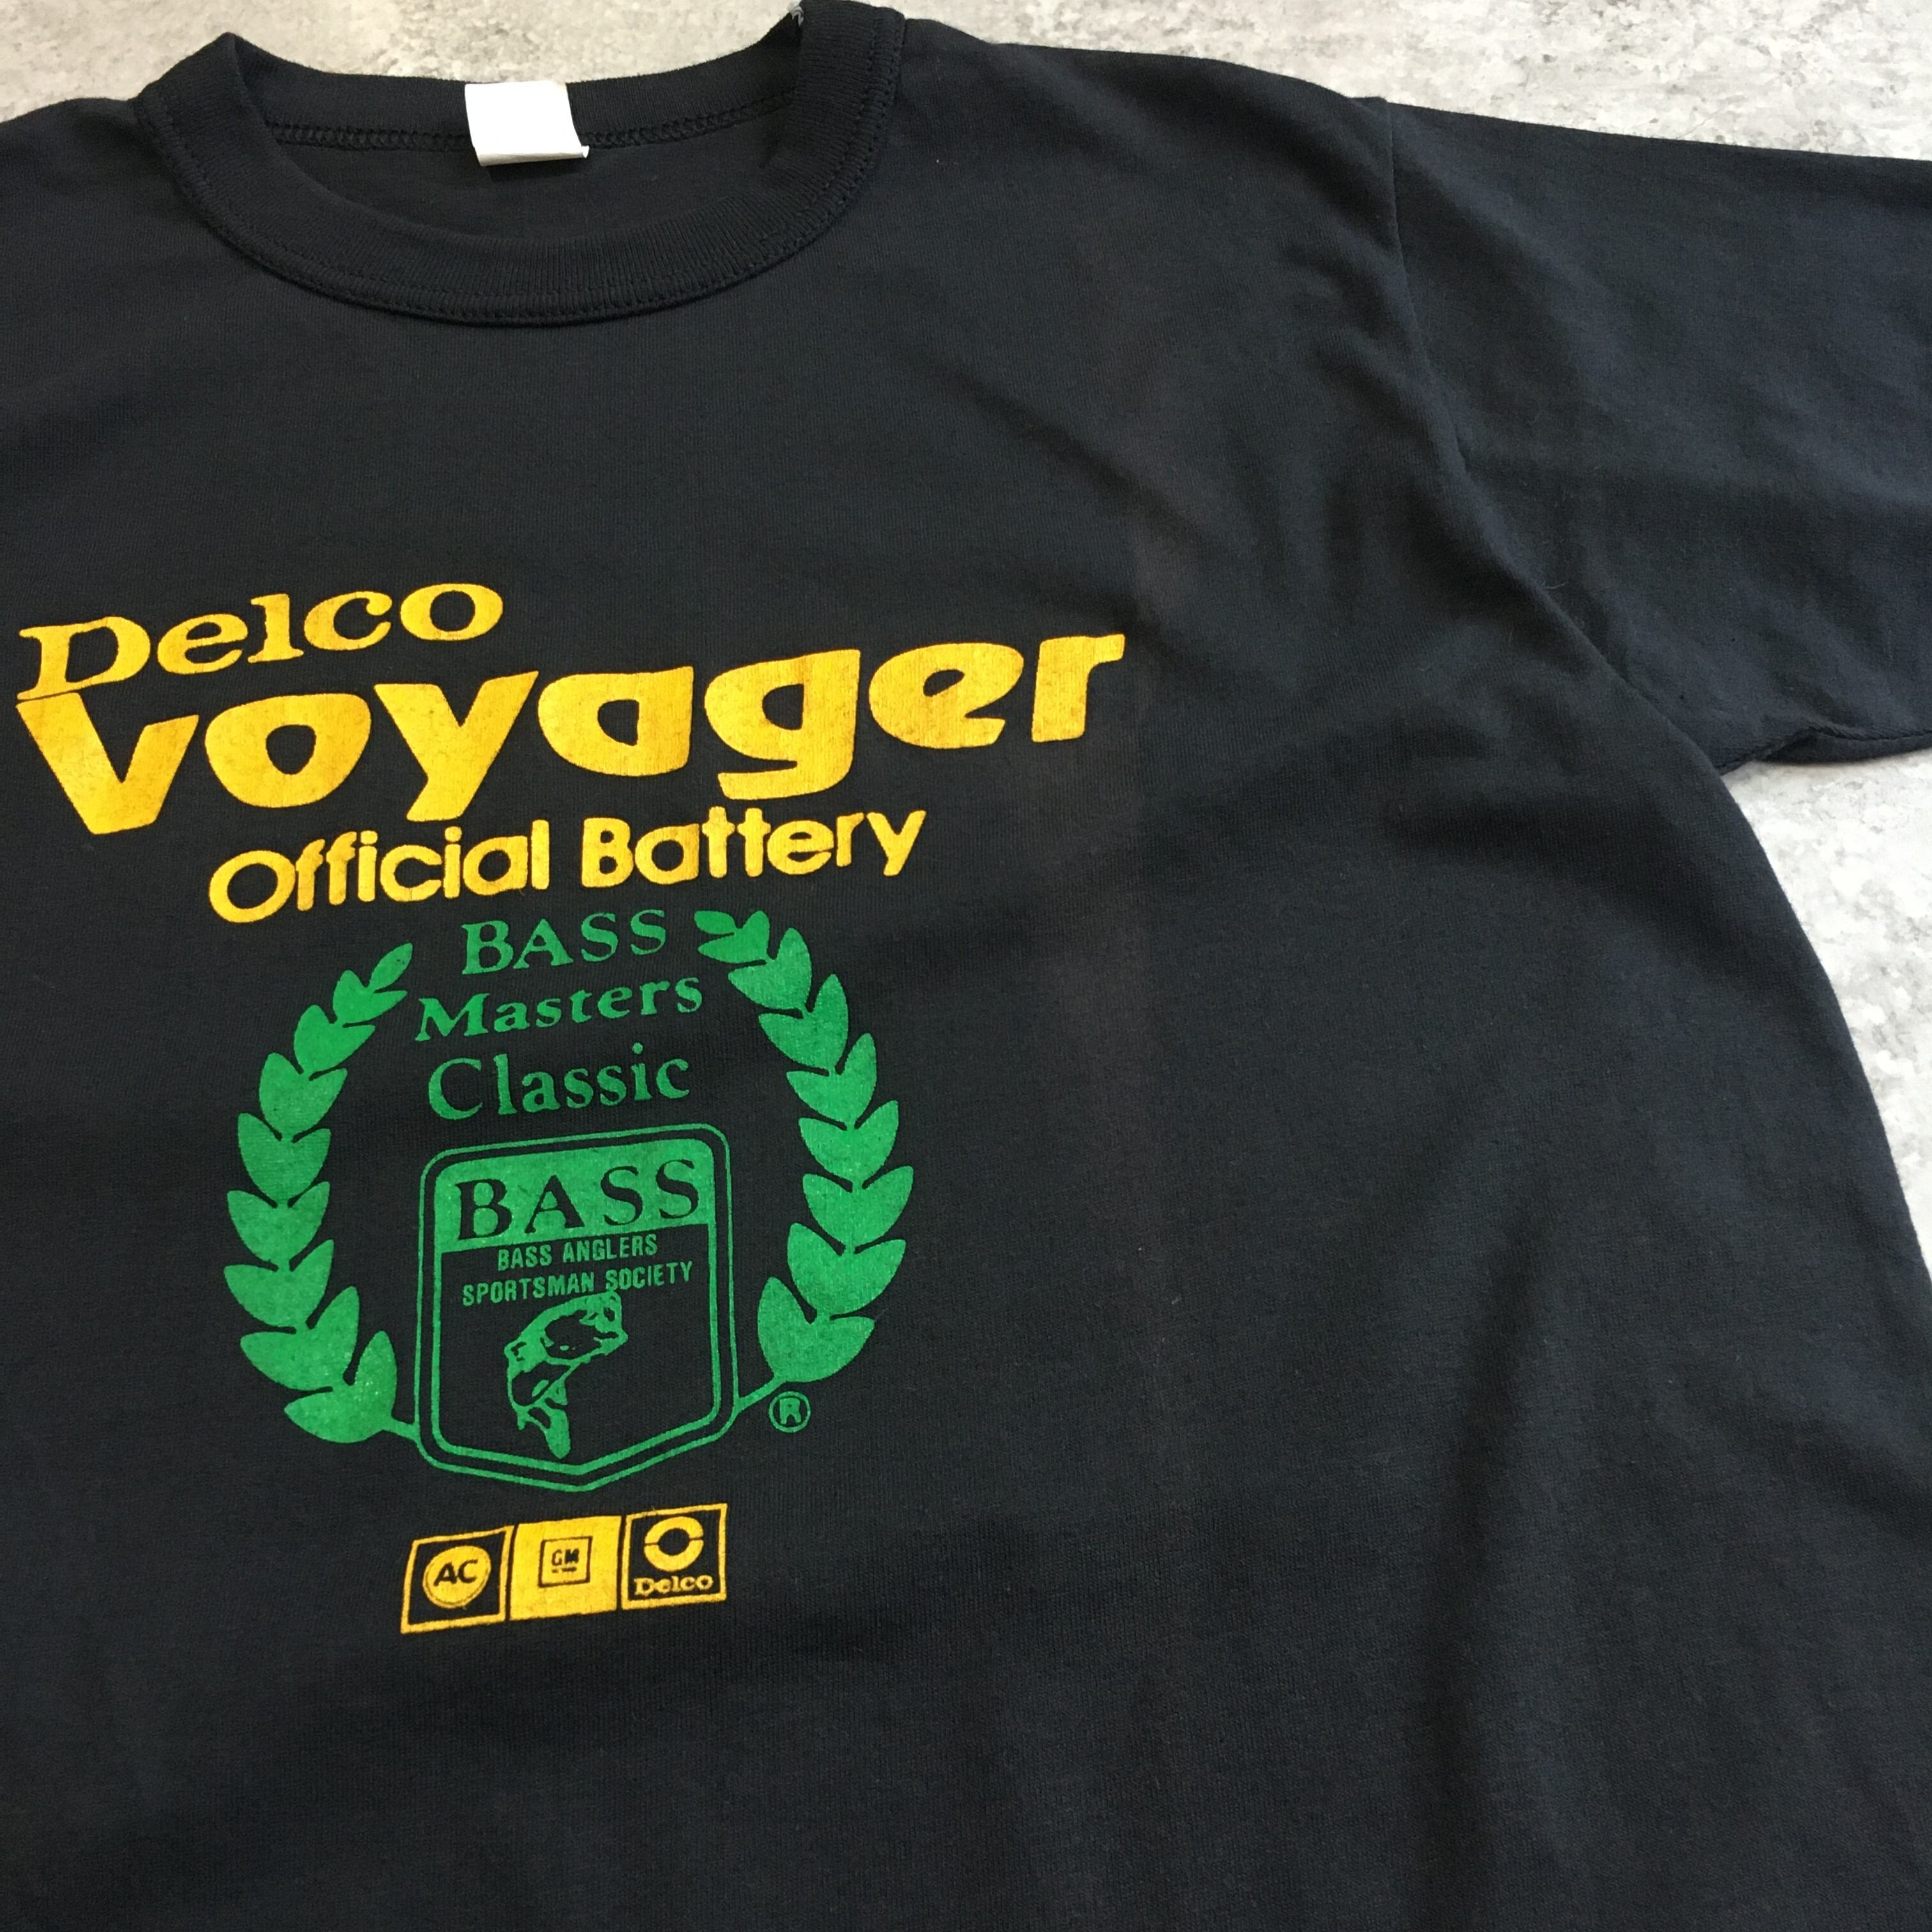 Delco
Voyager
Official Battery
BASS
Masters
Classic
BASS
BASS ANGLERS
SPORTSMAN SOCIETY
®
AC GM Delco